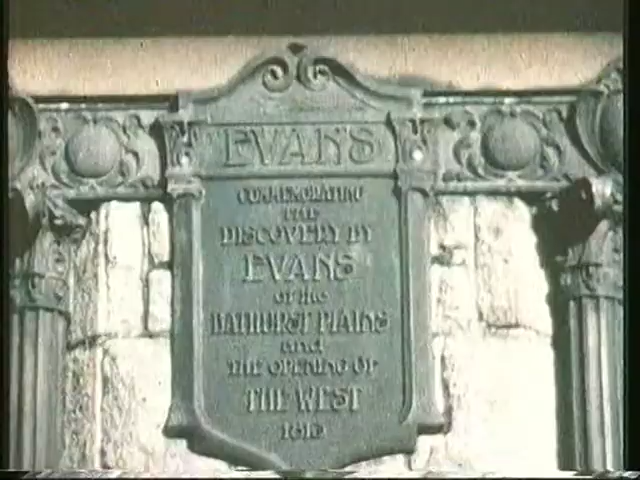 EVANS
COMMEMORATING
THE
DISCOVERY BY
EVANS
OF THE
BATHURST PLAINS
and
THE OPENING OF
THE WEST
1813